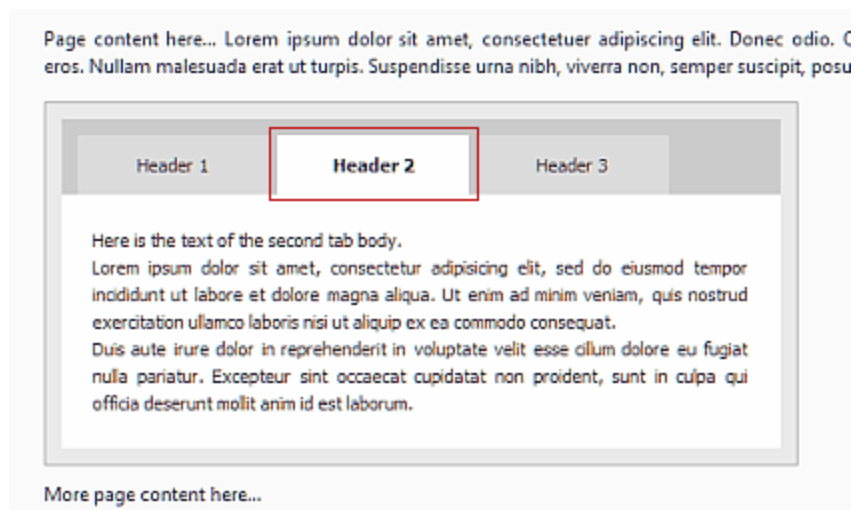 Page content here... Lorem ipsum dolor sit amet, consectetuer adipiscing elit. Donec odio.
eros. Nullam malesuada erat ut turpis. Suspendisse urna nibh, viverra non, semper suscipit, posu
Header 1 Header 2 Header 3
Here is the text of the second tab body.
Lorem ipsum dolor sit amet, consectetur adipisicing elit, sed do eiusmod tempor
incididunt ut labore et dolore magna aliqua. Ut enim ad minim veniam, quis nostrud
exercitation ullamco laboris nisi ut aliquip ex ea commodo consequat.
Duis aute irure dolor in reprehenderit in voluptate velit esse cillum dolore eu fugiat
nulla pariatur. Excepteur sint occaecat cupidatat non proident, sunt in culpa qui
officia deserunt mollit anim id est laborum.
More page content here...